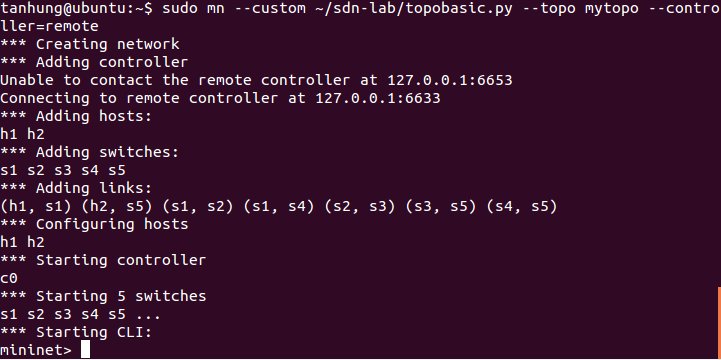 tanhung@ubuntu:~$ sudo mn --custom ~/sdn-lab/topobasic.py --topo mytopo --contro
ller=remote
*** Creating network
*** Adding controller
Unable to contact the remote controller at 127.0.0.1:6653
Connecting to remote controller at 127.0.0.1:6633
*** Adding hosts:
h1 h2
*** Adding switches:
s1 s2 s3 s4 s5
*** Adding links:
(h1, s1) (h2, s5) (s1, s2) (s1, s4) (s2, s3) (s3, s5) (s4, s5)
*** Configuring hosts
h1 h2
*** Starting controller
c0
*** Starting 5 switches
s1 s2 s3 s4 s5 ...
*** Starting CLI:
mininet>